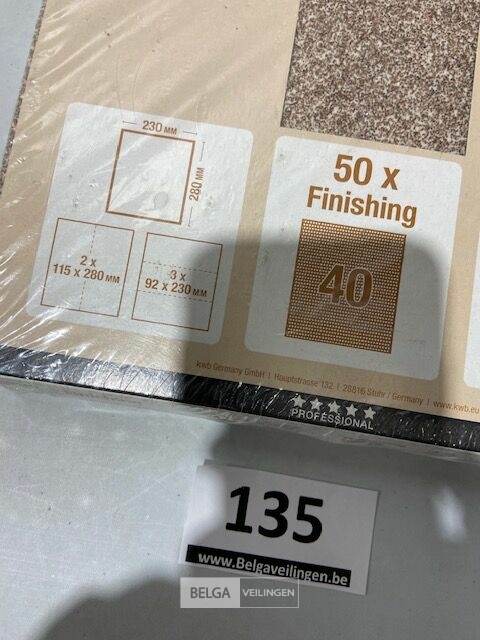 230 MM
280 MM
2 x
115 x 280 MM
3 x
92 x 230 MM
50 x
Finishing
40
kwb Germany GmbH | Hauptstrasse 132 | 28816 Stuhr / Germany | www.kwb.eu
PROFESSIONAL
135
www.Belgaveilingen.be
BELGA VEILINGEN